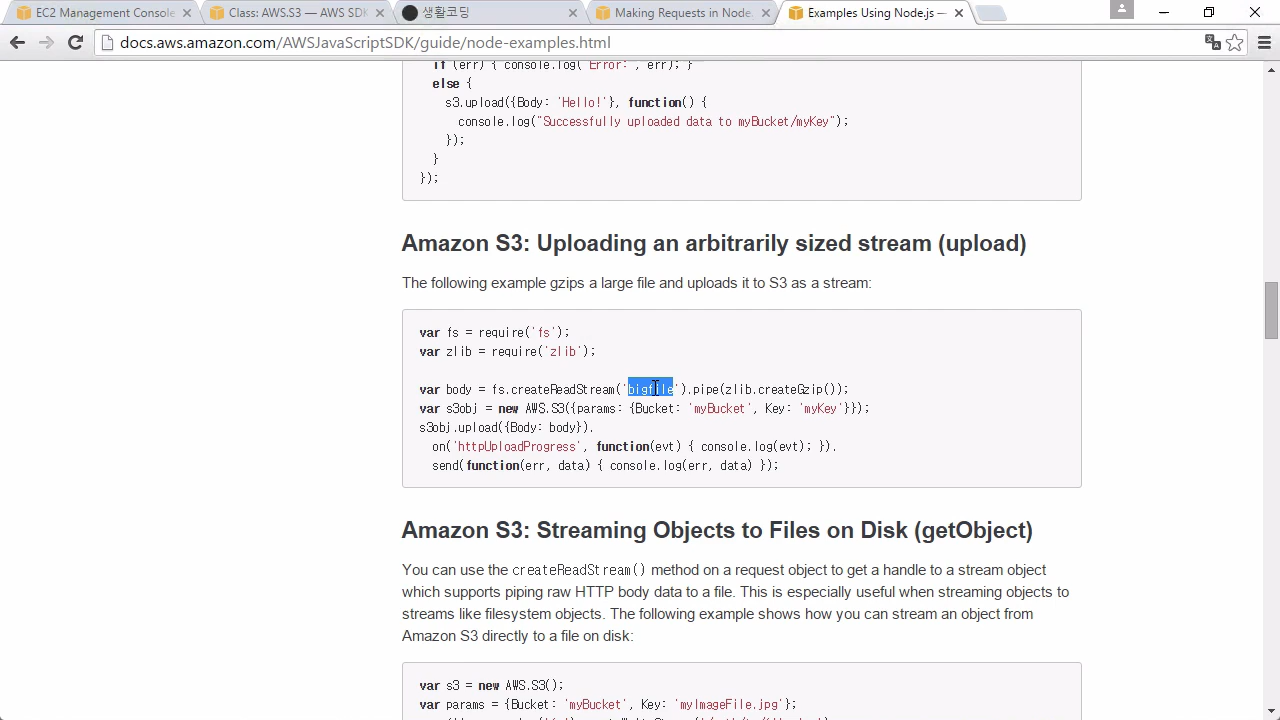 EC2 Management Console
Class: AWS.S3 — AWS SDK
생활코딩
Making Requests in Node.
Examples Using Node.js —
docs.aws.amazon.com/AWSJavaScriptSDK/guide/node-examples.html
if (err) { console.log("Error:", err); }
else {
s3.upload({Body: 'Hello!'}, function() {
console.log("Successfully uploaded data to myBucket/myKey");
});
}
});
Amazon S3: Uploading an arbitrarily sized stream (upload)
The following example gzips a large file and uploads it to S3 as a stream:
var fs = require('fs');
var zlib = require('zlib');
var body = fs.createReadStream('bigfile').pipe(zlib.createGzip());
var s3obj = new AWS.S3({params: {Bucket: 'myBucket', Key: 'myKey'}});
s3obj.upload({Body: body}).
on('httpUploadProgress', function(evt) { console.log(evt); }).
send(function(err, data) { console.log(err, data) });
Amazon S3: Streaming Objects to Files on Disk (getObject)
You can use the createReadStream() method on a request object to get a handle to a stream object
which supports piping raw HTTP body data to a file. This is especially useful when streaming objects to
streams like filesystem objects. The following example shows how you can stream an object from
Amazon S3 directly to a file on disk:
var s3 = new AWS.S3();
var params = {Bucket: 'myBucket', Key: 'myImageFile.jpg'};